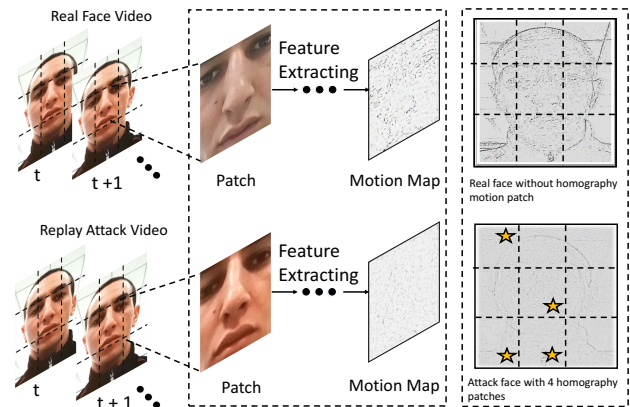 Real Face Video
t
t +1
Feature
Extracting
Patch
Motion Map
Real face without homography
motion patch
Replay Attack Video
t
t +1
Feature
Extracting
Patch
Motion Map
Attack face with 4 homography
patches